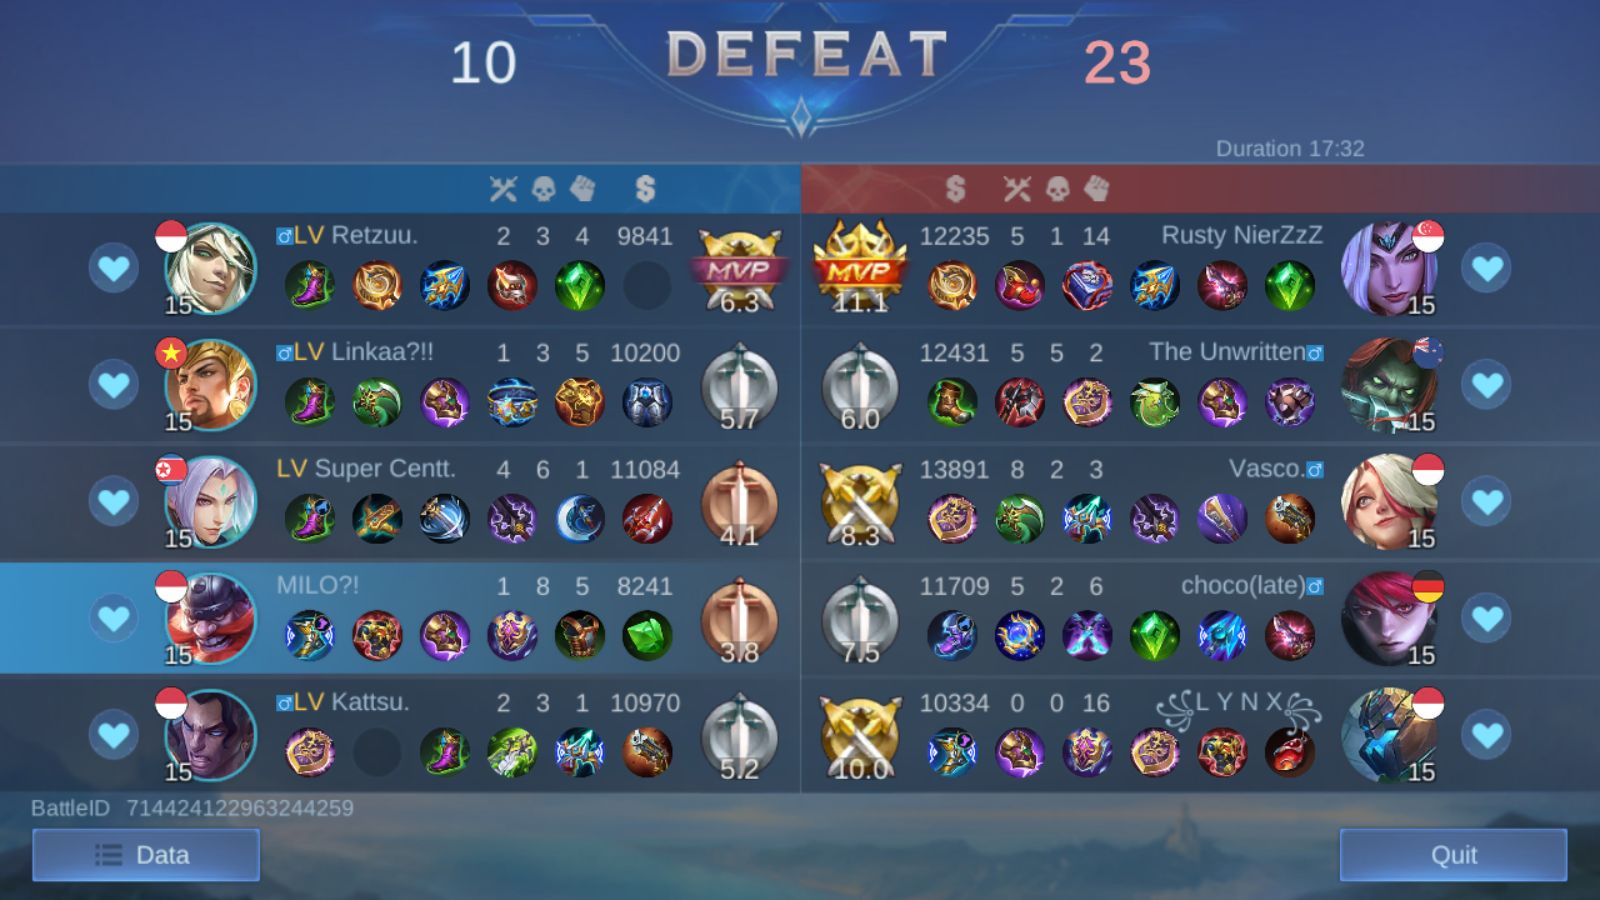 10 DEFEAT 23
Duration 17:32
LV Retzuu. 2 3 4 9841
15 MVP 6.3
MVP 11.1 12235 5 1 14 Rusty NierZzZ
15
LV Linkaa?!! 1 3 5 10200
15 5.7
6.0 12431 5 5 2 The Unwritten
15
LV Super Centt. 4 6 1 11084
15 4.1
8.3 13891 8 2 3 Vasco.
15
MILO?! 1 8 5 8241
15 3.8
7.5 11709 5 2 6 choco(late)
15
LV Kattsu. 2 3 1 10970
15 5.2
10.0 10334 0 0 16 ꧁L Y N X꧂
15
BattleID 714424122963244259
Data
Quit